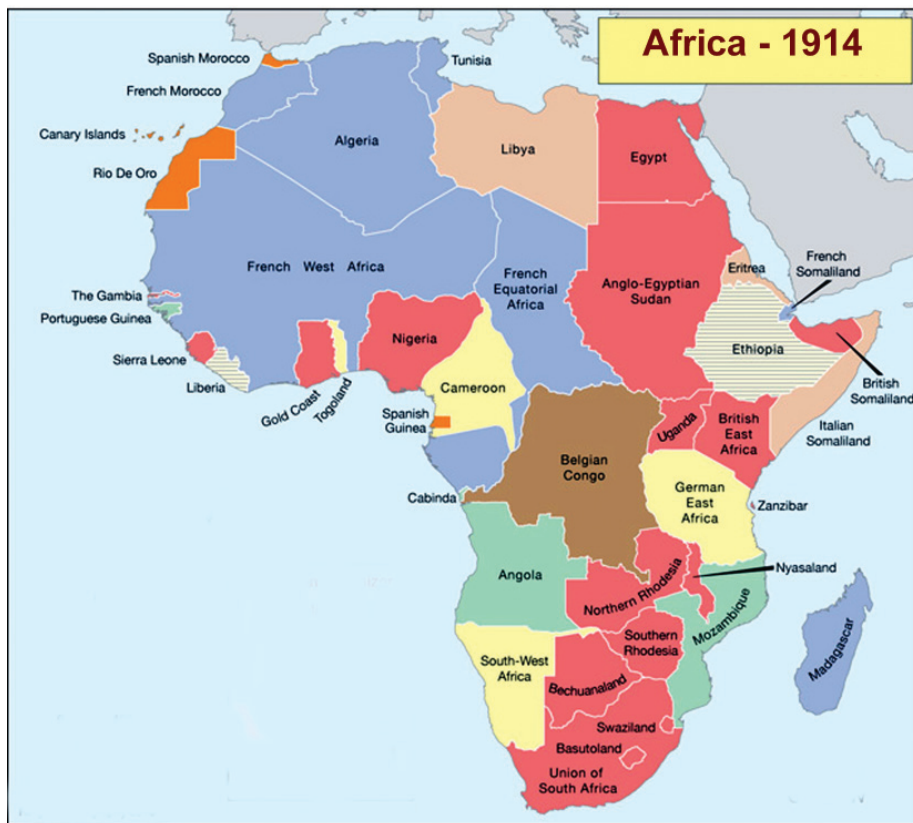 Africa - 1914
Spanish Morocco
Tunisia
French Morocco
Canary Islands
Algeria
Libya
Egypt
Rio De Oro
French West Africa
French
Equatorial
Africa
Anglo-Egyptian
Sudan
Eritrea
French
Somaliland
The Gambia
Portuguese Guinea
Nigeria
Ethiopia
Sierra Leone
Liberia
Gold Coast
Togoland
Cameroon
British
Somaliland
Spanish
Guinea
Uganda
British
East
Africa
Italian
Somaliland
Belgian
Congo
Cabinda
German
East
Africa
Zanzibar
Angola
Northern Rhodesia
Nyasaland
Mozambique
Southern
Rhodesia
South-West
Africa
Bechuanaland
Madagascar
Swaziland
Basutoland
Union of
South Africa